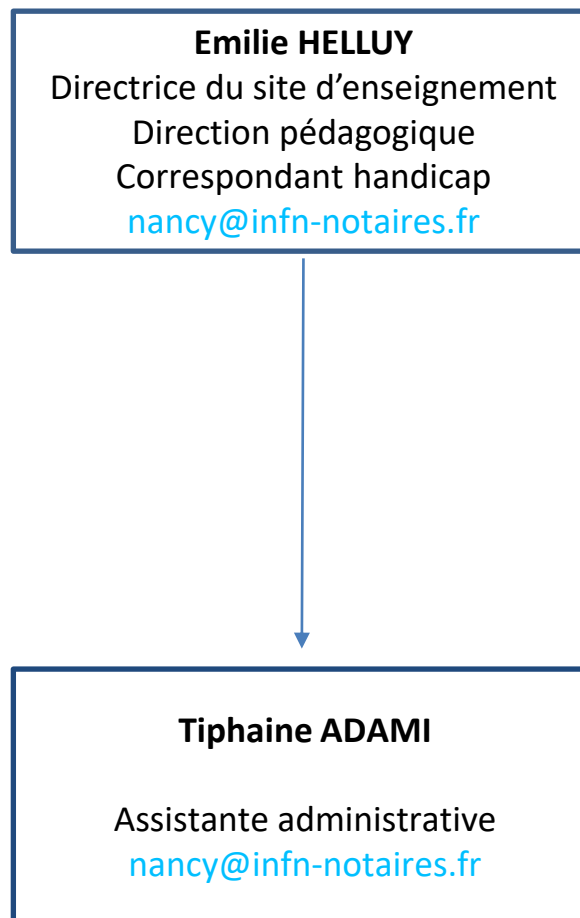 Emilie HELLUY
Directrice du site d’enseignement
Direction pédagogique
Correspondant handicap
nancy@infn-notaires.fr
Tiphaine ADAMI
Assistante administrative
nancy@infn-notaires.fr